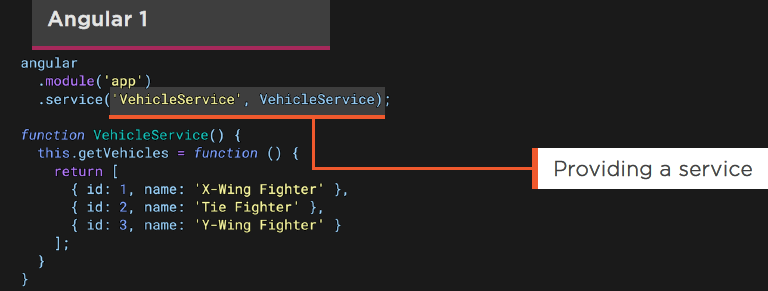 Angular 1
angular
.module('app')
.service('VehicleService', VehicleService);
function VehicleService() {
this.getVehicles = function () {
return [
{ id: 1, name: 'X-Wing Fighter' },
{ id: 2, name: 'Tie Fighter' },
{ id: 3, name: 'Y-Wing Fighter' }
];
}
}
Providing a service